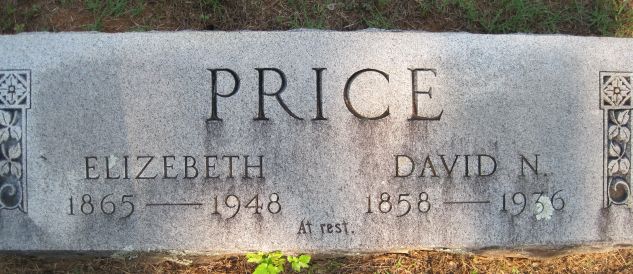 PRICE
ELIZEBETH DAVID N.
1865 — 1948 1858 — 1936
At rest.